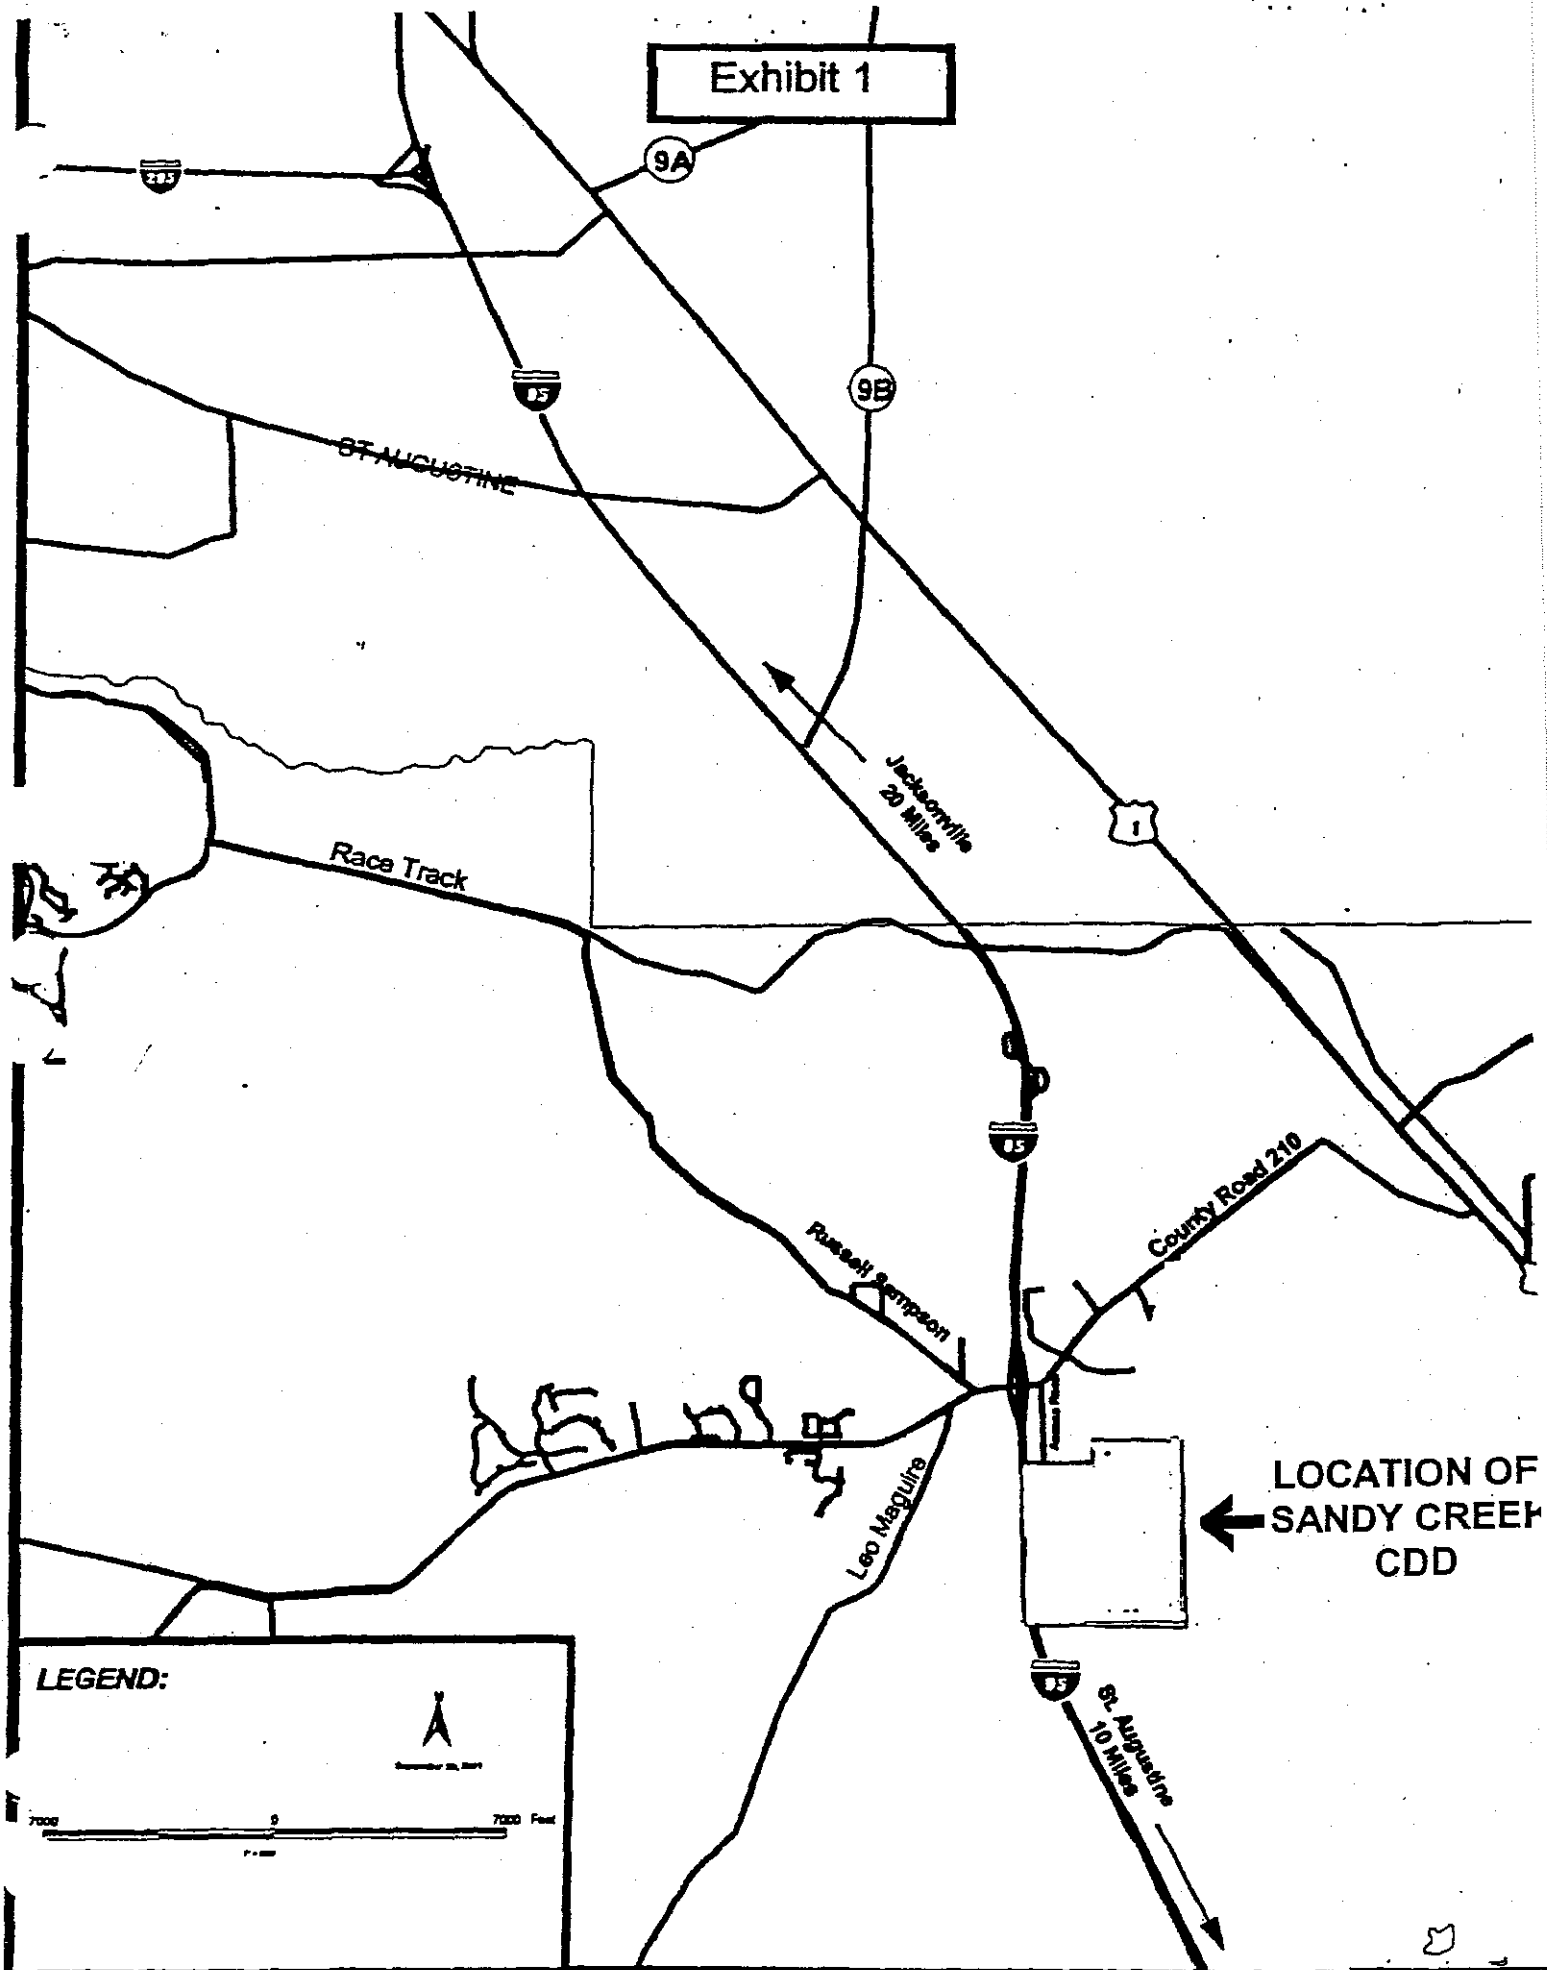 Exhibit 1
9A
295
95
9B
ST AUGUSTINE
Jacksonville
20 Miles
1
Race Track
95
County Road 210
Russell Sampson
Leo Maguire
LOCATION OF
SANDY CREEK
CDD
LEGEND:
N
95
St. Augustine
10 Miles
7000 0 7000 Feet